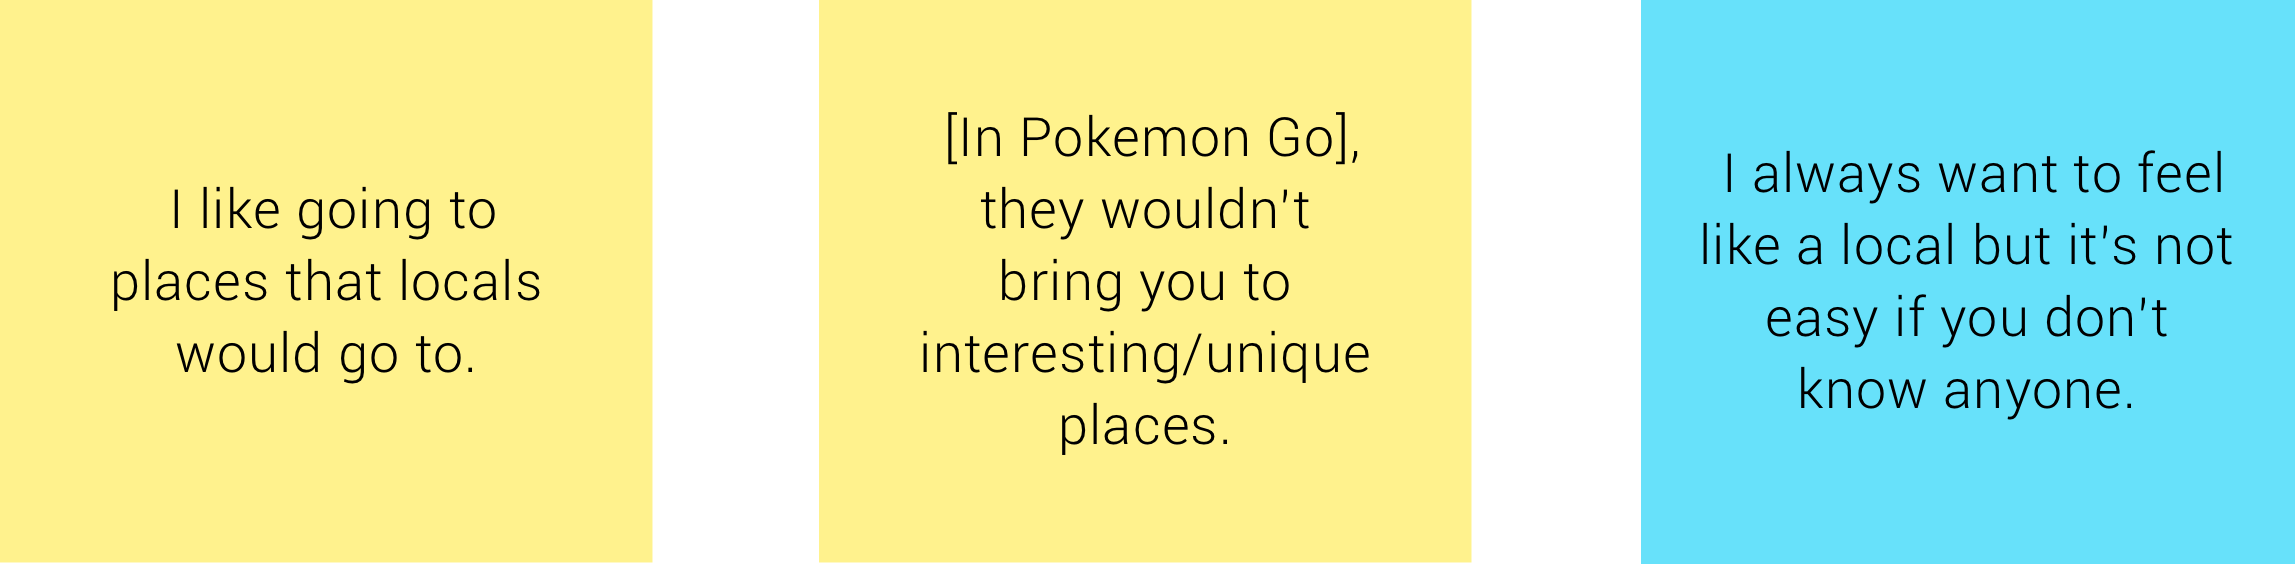 I like going to
places that locals
would go to.
[In Pokemon Go],
they wouldn't
bring you to
interesting/unique
places.
I always want to feel
like a local but it's not
easy if you don't
know anyone.